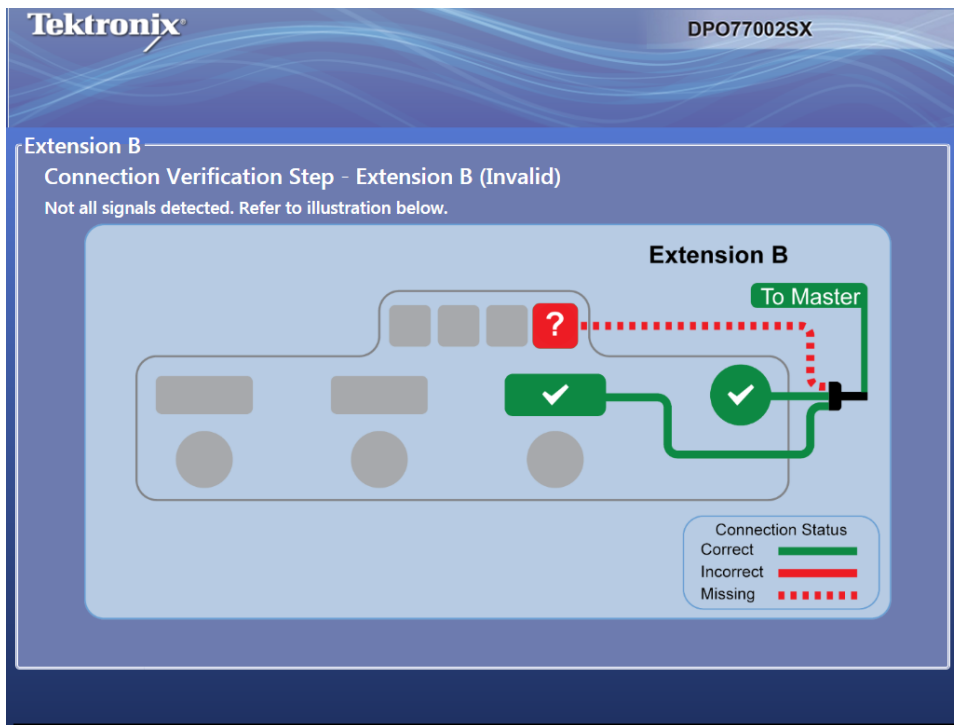 Tektronix®
DPO77002SX
Extension B
Connection Verification Step - Extension B (Invalid)
Not all signals detected. Refer to illustration below.
Extension B
To Master
?
Connection Status
Correct
Incorrect
Missing